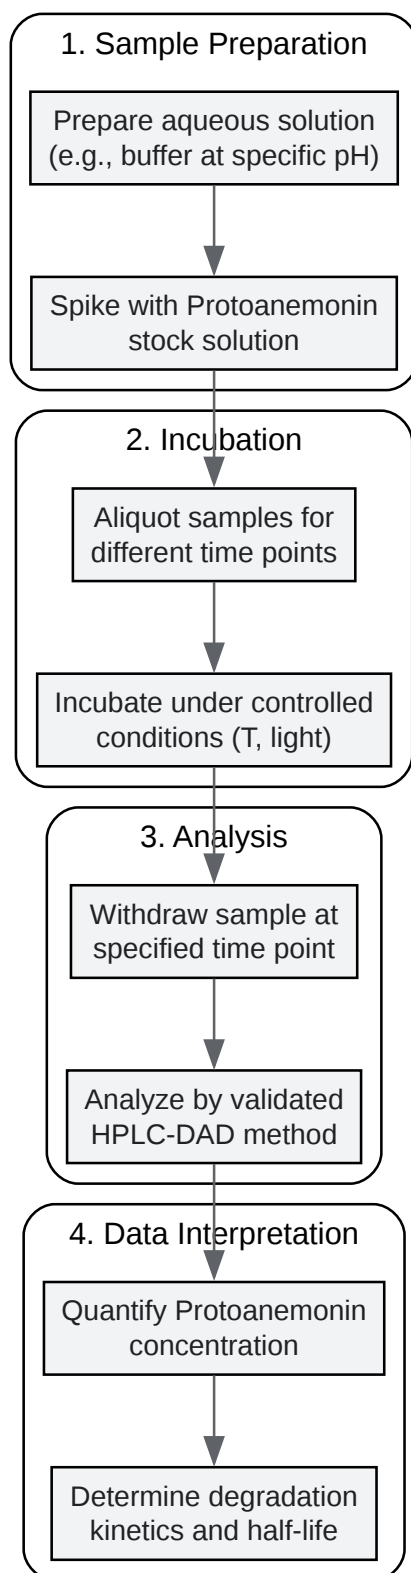 1. Sample Preparation
Prepare aqueous solution
(e.g., buffer at specific pH)
Spike with Protoanemonin
stock solution
2. Incubation
Aliquot samples for
different time points
Incubate under controlled
conditions (T, light)
3. Analysis
Withdraw sample at
specified time point
Analyze by validated
HPLC-DAD method
4. Data Interpretation
Quantify Protoanemonin
concentration
Determine degradation
kinetics and half-life